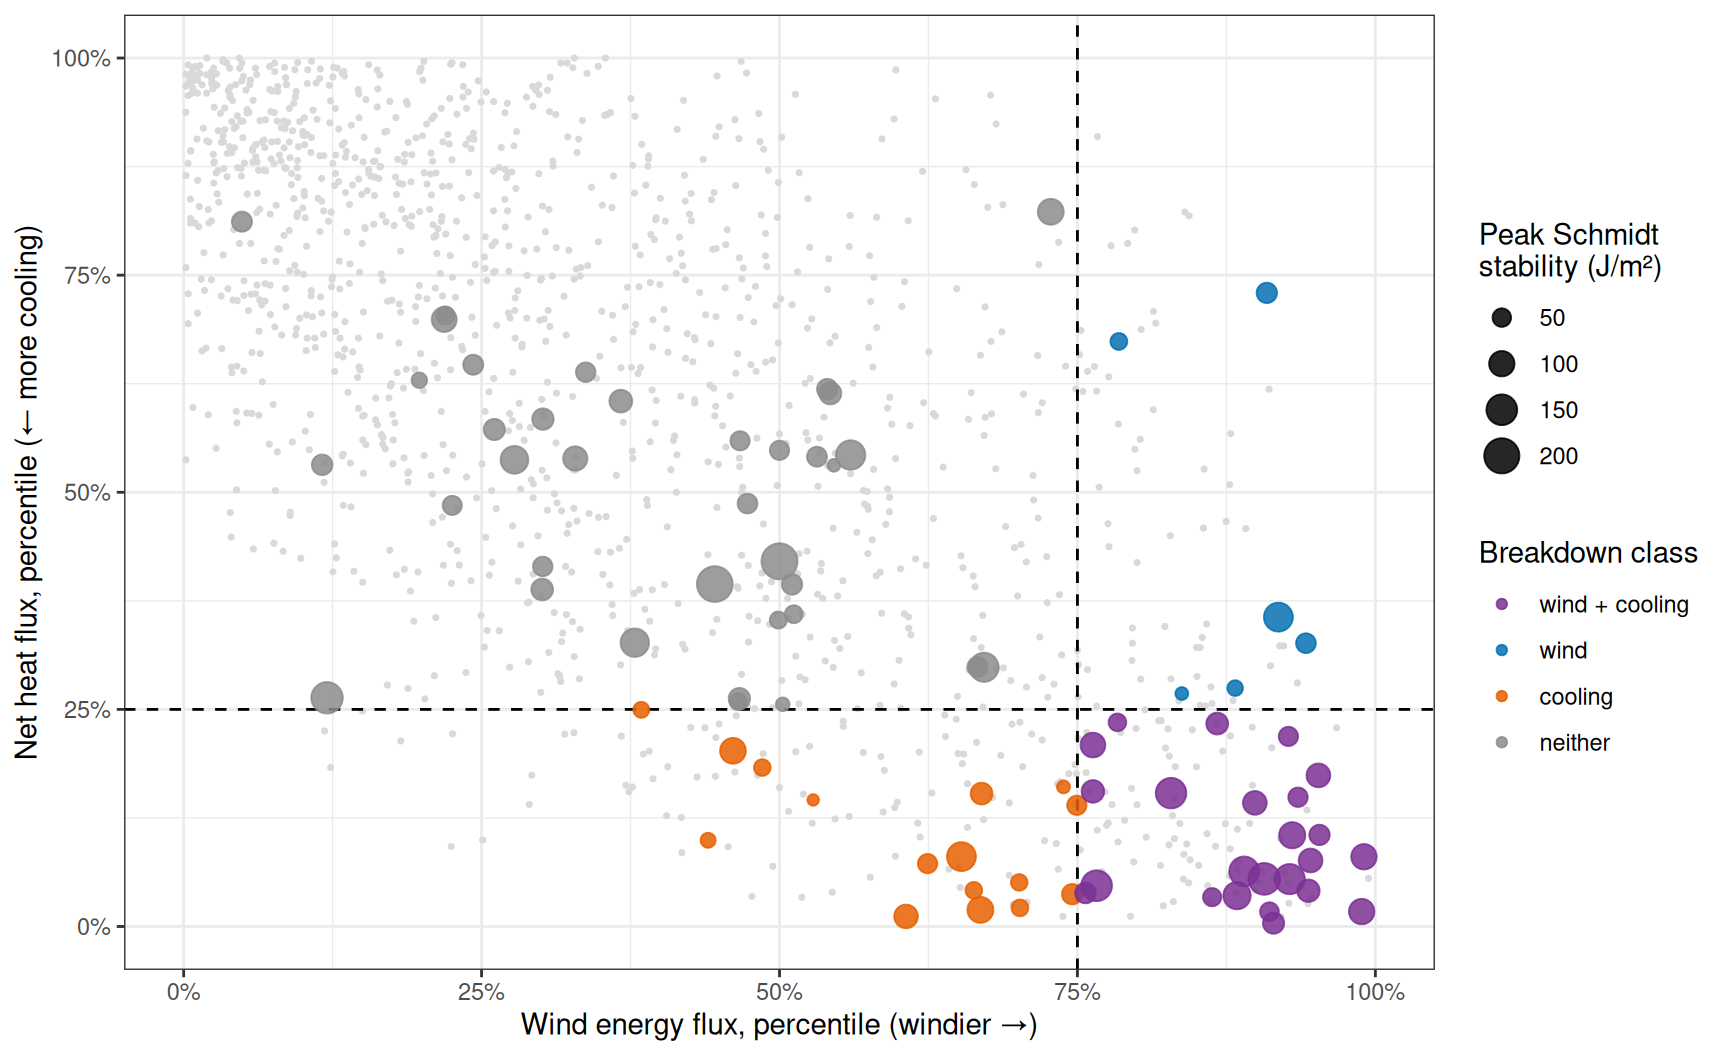 100%
75%
50%
25%
0%
Net heat flux, percentile (← more cooling)
0%
25%
50%
75%
100%
Wind energy flux, percentile (windier →)
Peak Schmidt
stability (J/m²)
50
100
150
200
Breakdown class
wind + cooling
wind
cooling
neither